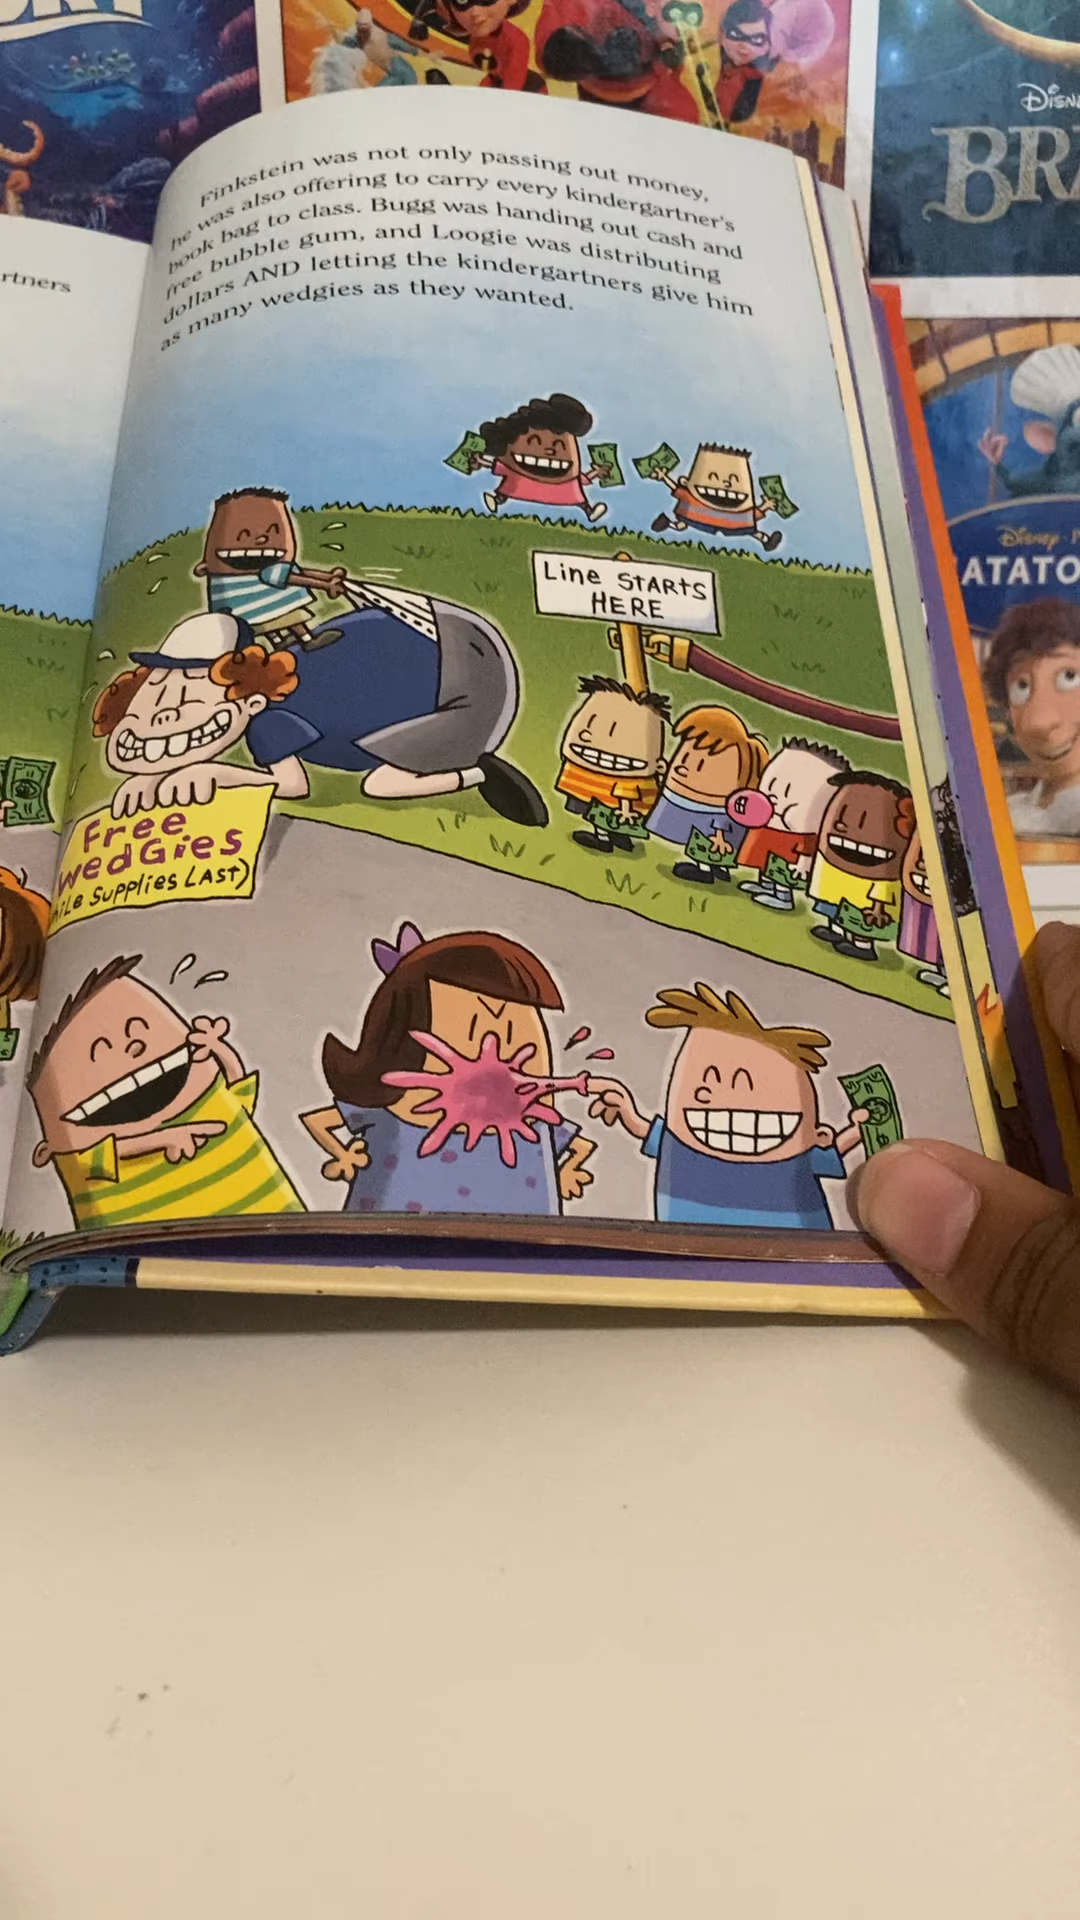 rtners
Finkstein was not only passing out money,
he was also offering to carry every kindergartner's
book bag to class. Bugg was handing out cash and
free bubble gum, and Loogie was distributing
dollars AND letting the kindergartners give him
as many wedgies as they wanted.
Line STARTS
HERE
Free
wedGies
iLe SuppLies LAST)
DISN
BR
DISNEY · P
ATATO